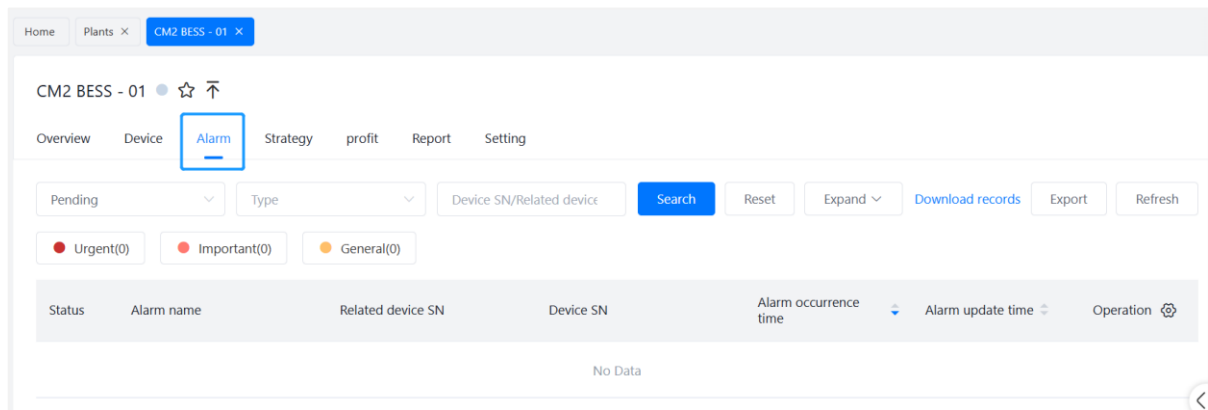 Home Plants × CM2 BESS - 01 ×
CM2 BESS - 01
Overview Device Alarm Strategy profit Report Setting
Pending Type Device SN/Related device Search Reset Expand Download records Export Refresh
Urgent(0) Important(0) General(0)
Status Alarm name Related device SN Device SN Alarm occurrence time Alarm update time Operation
No Data